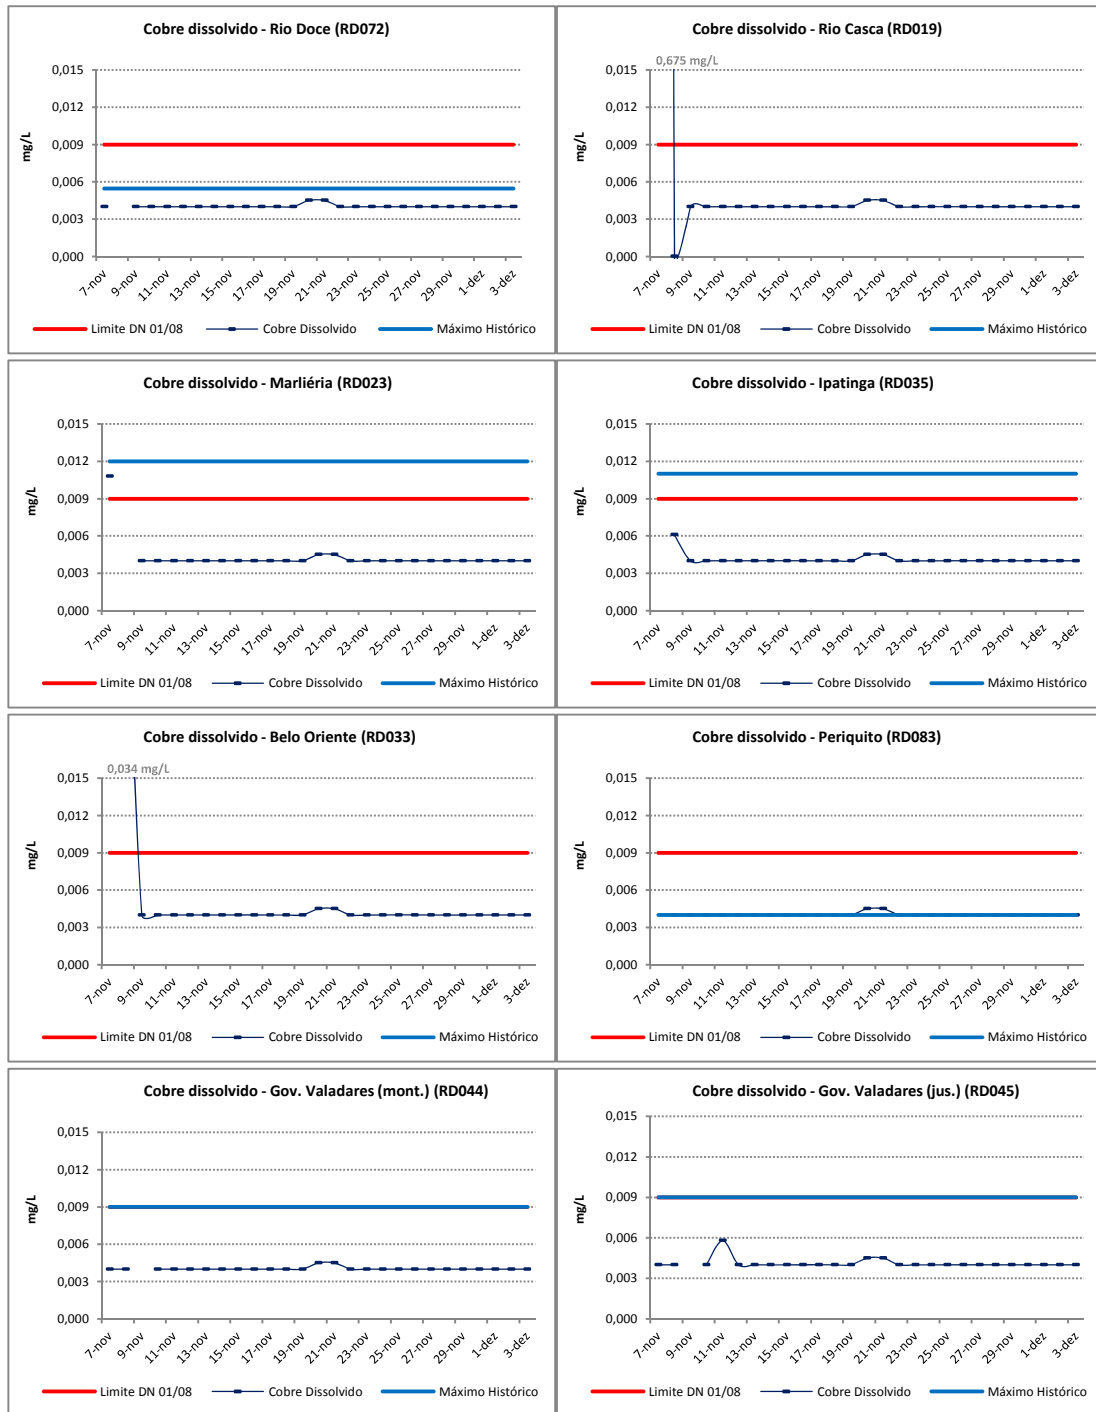 Cobre dissolvido - Rio Doce (RD072)
mg/L
0,015
0,012
0,009
0,006
0,003
0,000
7-nov 9-nov 11-nov 13-nov 15-nov 17-nov 19-nov 21-nov 23-nov 25-nov 27-nov 29-nov 1-dez 3-dez
Limite DN 01/08 Cobre Dissolvido Máximo Histórico
Cobre dissolvido - Rio Casca (RD019)
0,675 mg/L
mg/L
0,015
0,012
0,009
0,006
0,003
0,000
7-nov 9-nov 11-nov 13-nov 15-nov 17-nov 19-nov 21-nov 23-nov 25-nov 27-nov 29-nov 1-dez 3-dez
Limite DN 01/08 Cobre Dissolvido Máximo Histórico
Cobre dissolvido - Marliéria (RD023)
mg/L
0,015
0,012
0,009
0,006
0,003
0,000
7-nov 9-nov 11-nov 13-nov 15-nov 17-nov 19-nov 21-nov 23-nov 25-nov 27-nov 29-nov 1-dez 3-dez
Limite DN 01/08 Cobre Dissolvido Máximo Histórico
Cobre dissolvido - Ipatinga (RD035)
mg/L
0,015
0,012
0,009
0,006
0,003
0,000
7-nov 9-nov 11-nov 13-nov 15-nov 17-nov 19-nov 21-nov 23-nov 25-nov 27-nov 29-nov 1-dez 3-dez
Limite DN 01/08 Cobre Dissolvido Máximo Histórico
Cobre dissolvido - Belo Oriente (RD033)
0,034 mg/L
mg/L
0,015
0,012
0,009
0,006
0,003
0,000
7-nov 9-nov 11-nov 13-nov 15-nov 17-nov 19-nov 21-nov 23-nov 25-nov 27-nov 29-nov 1-dez 3-dez
Limite DN 01/08 Cobre Dissolvido Máximo Histórico
Cobre dissolvido - Periquito (RD083)
mg/L
0,015
0,012
0,009
0,006
0,003
0,000
7-nov 9-nov 11-nov 13-nov 15-nov 17-nov 19-nov 21-nov 23-nov 25-nov 27-nov 29-nov 1-dez 3-dez
Limite DN 01/08 Cobre Dissolvido Máximo Histórico
Cobre dissolvido - Gov. Valadares (mont.) (RD044)
mg/L
0,015
0,012
0,009
0,006
0,003
0,000
7-nov 9-nov 11-nov 13-nov 15-nov 17-nov 19-nov 21-nov 23-nov 25-nov 27-nov 29-nov 1-dez 3-dez
Limite DN 01/08 Cobre Dissolvido Máximo Histórico
Cobre dissolvido - Gov. Valadares (jus.) (RD045)
mg/L
0,015
0,012
0,009
0,006
0,003
0,000
7-nov 9-nov 11-nov 13-nov 15-nov 17-nov 19-nov 21-nov 23-nov 25-nov 27-nov 29-nov 1-dez 3-dez
Limite DN 01/08 Cobre Dissolvido Máximo Histórico